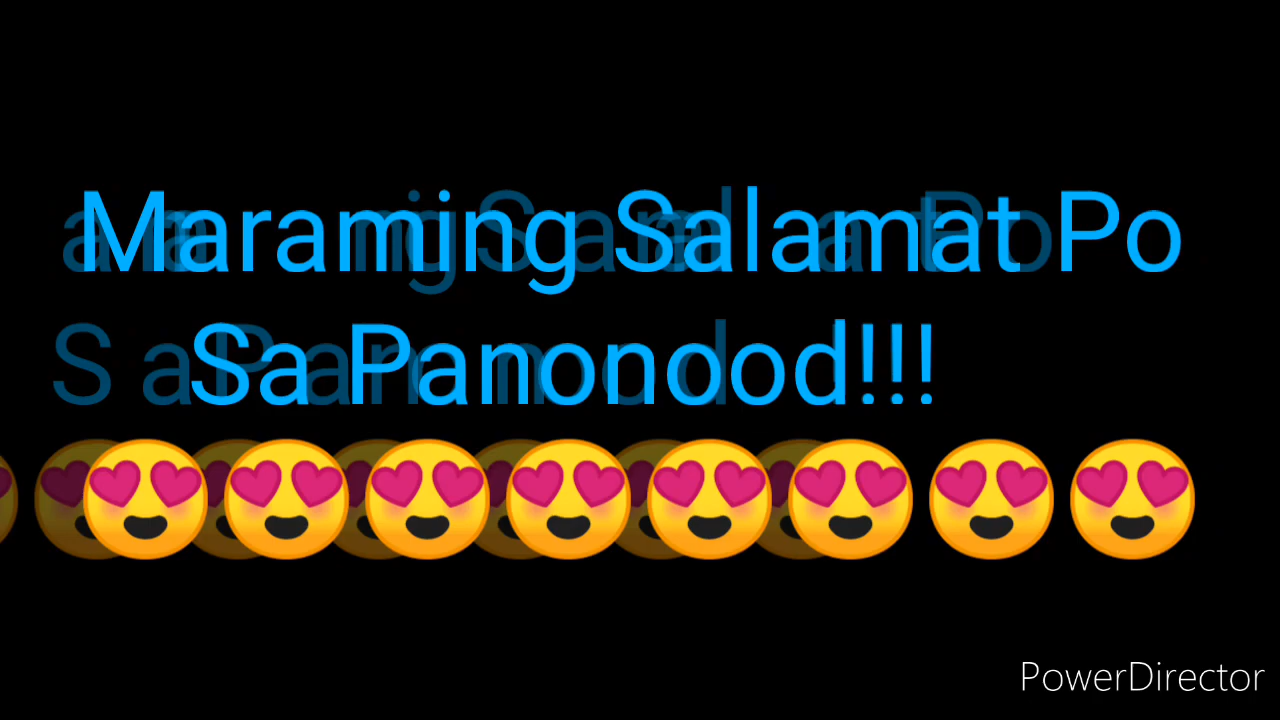 Maraming Salamat Po
Sa Panonood!!!
😍😍😍😍😍😍😍😍
PowerDirector